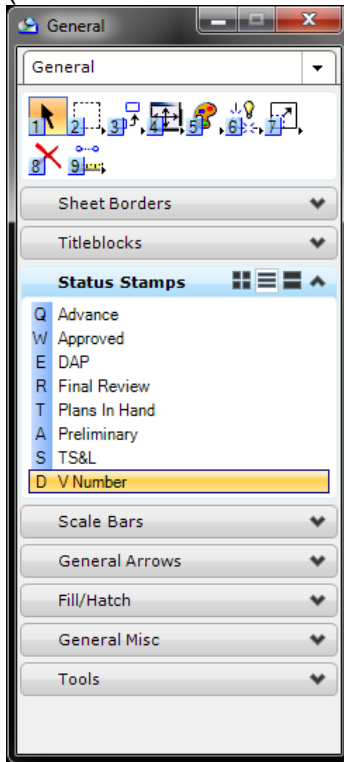 General
General
1 2 3 4 5 6 7
8 9
Sheet Borders
Titleblocks
Status Stamps
Q Advance
W Approved
E DAP
R Final Review
T Plans In Hand
A Preliminary
S TS&L
D V Number
Scale Bars
General Arrows
Fill/Hatch
General Misc
Tools